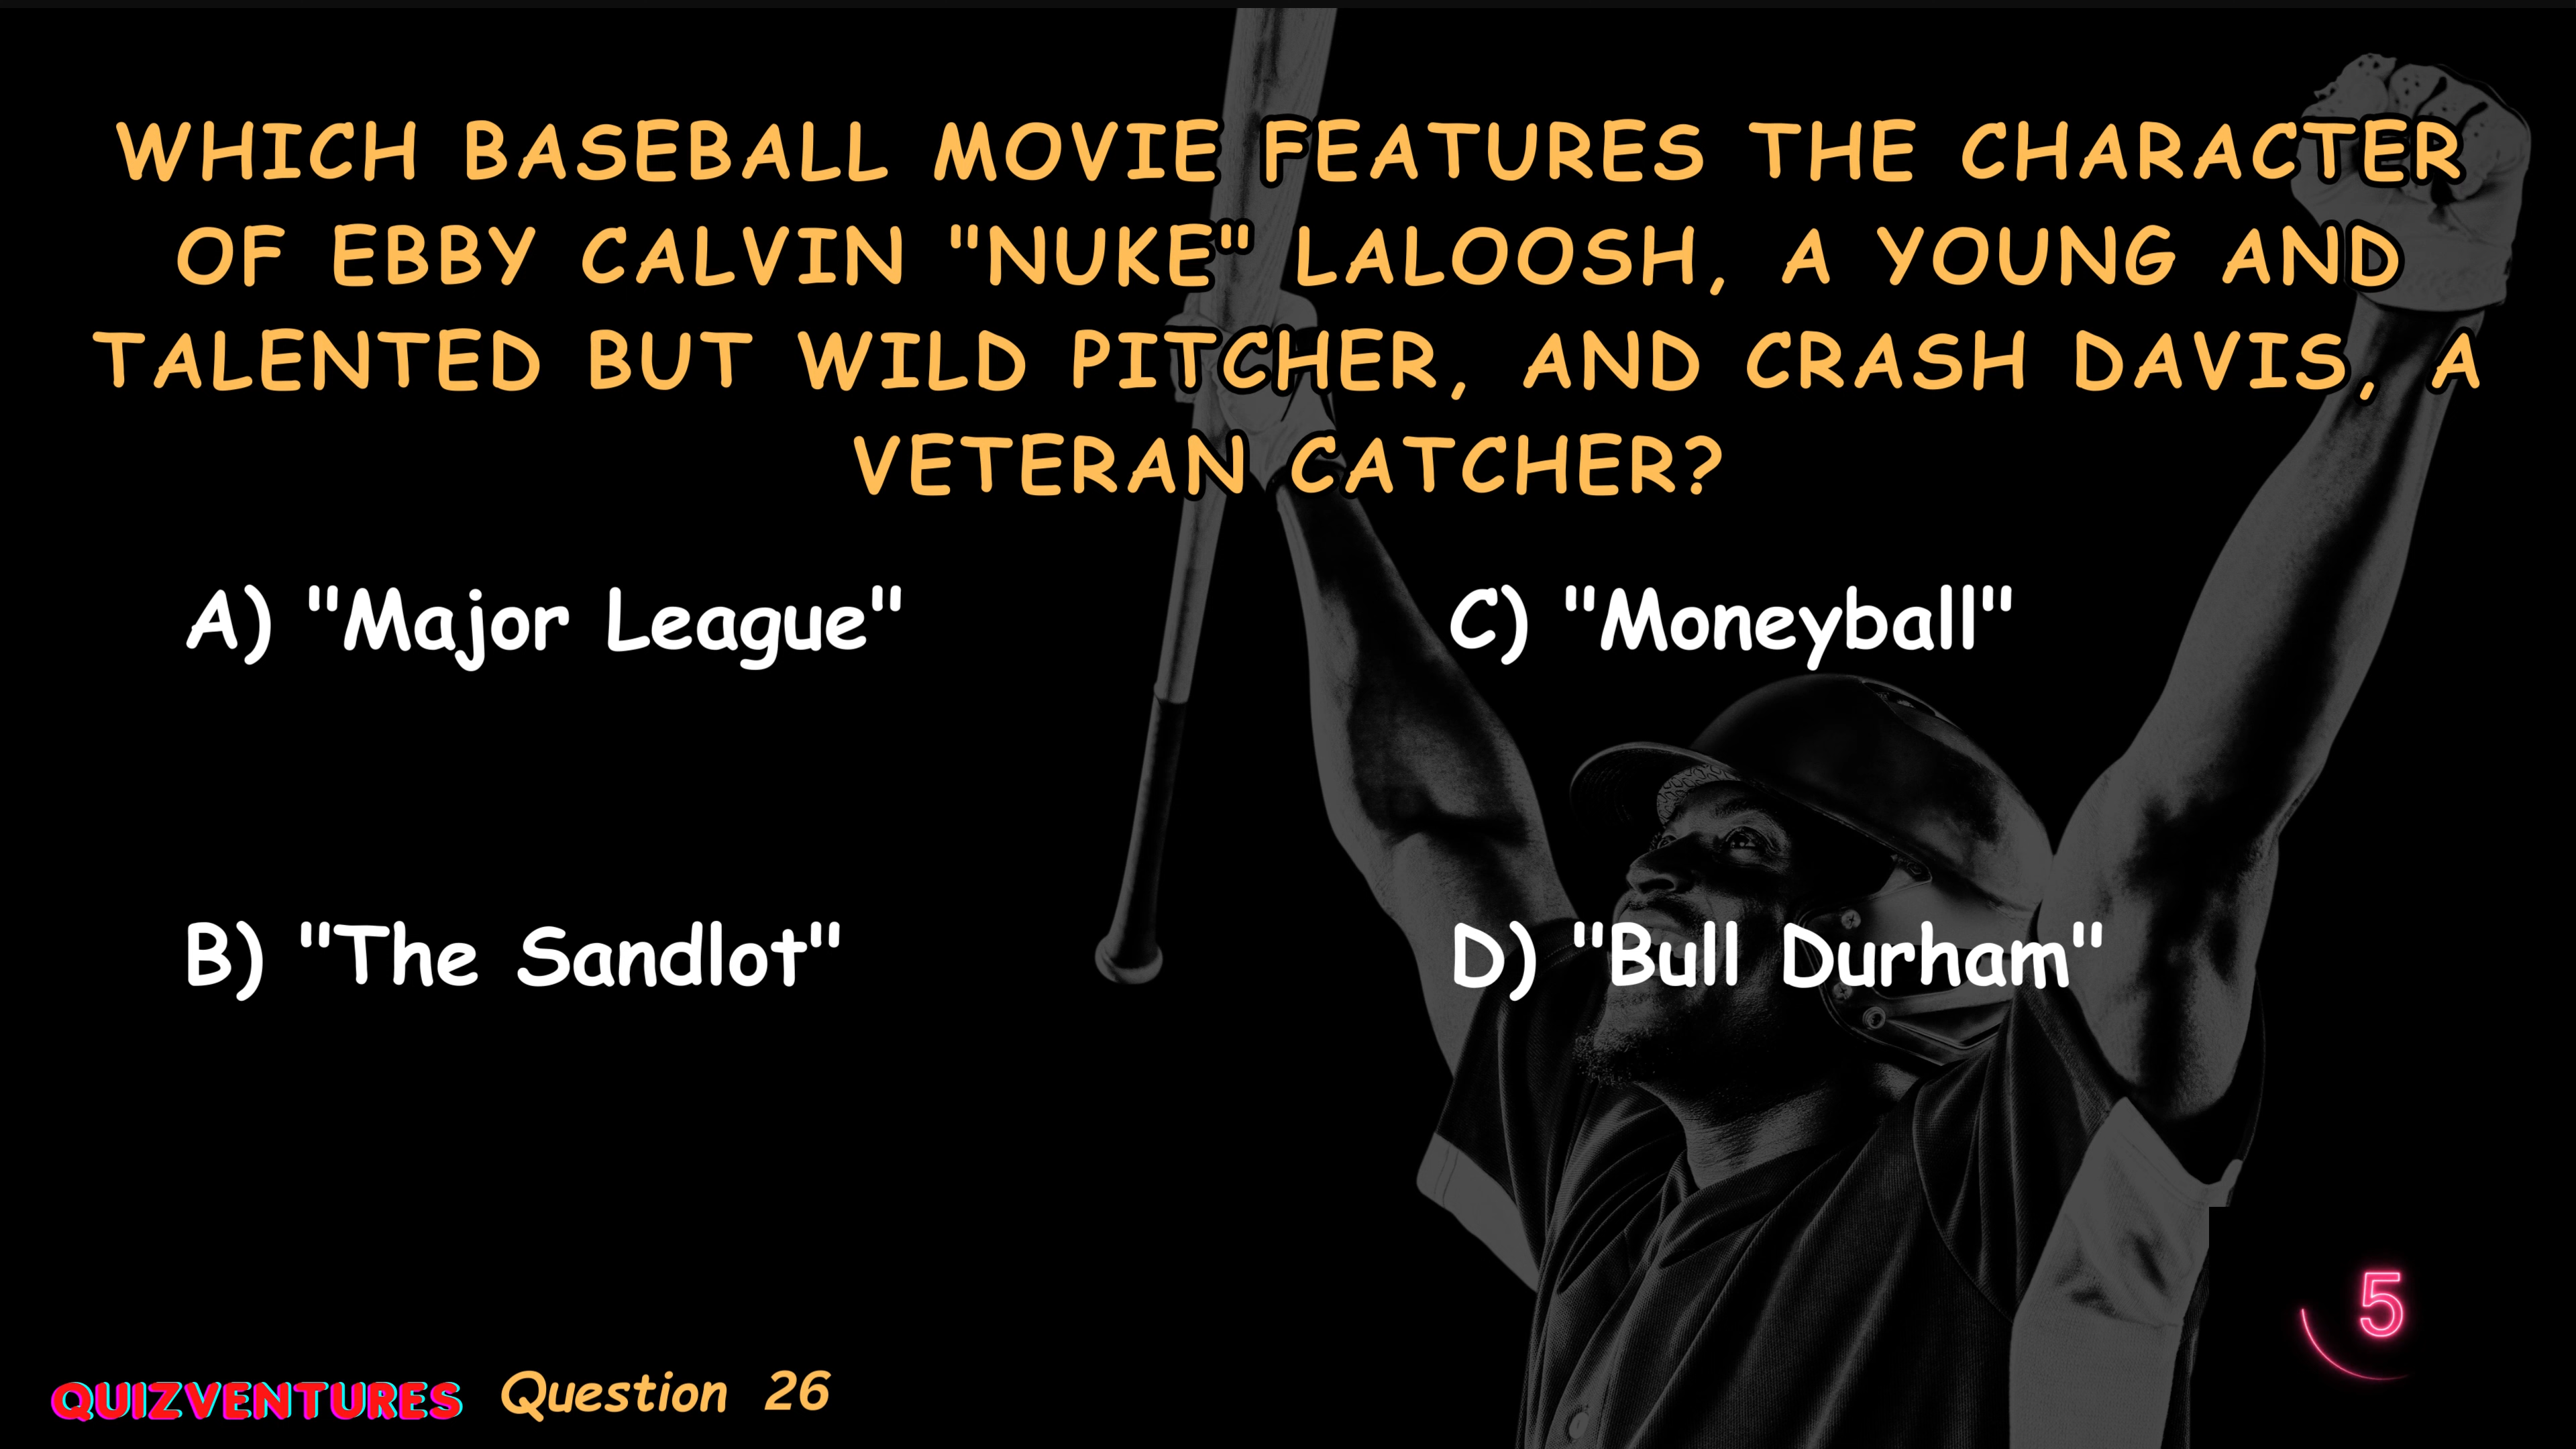 WHICH BASEBALL MOVIE FEATURES THE CHARACTER
OF EBBY CALVIN "NUKE" LALOOSH, A YOUNG AND
TALENTED BUT WILD PITCHER, AND CRASH DAVIS, A
VETERAN CATCHER?
A) "Major League"
C) "Moneyball"
B) "The Sandlot"
D) "Bull Durham"
5
QUIZVENTURES Question 26